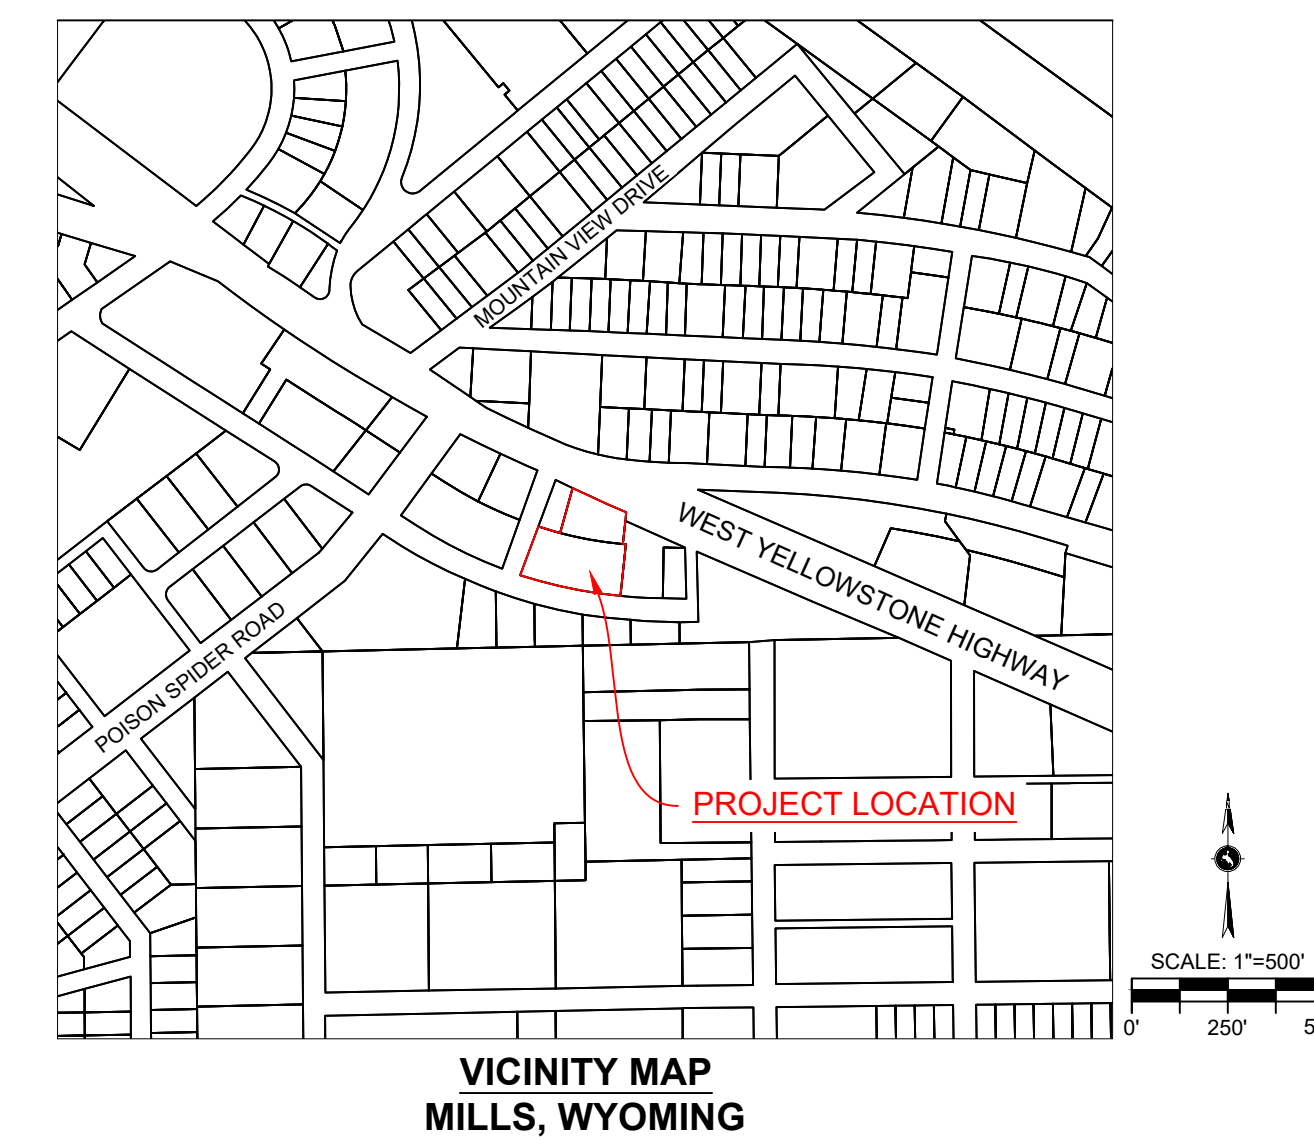 MOUNTAIN VIEW DRIVE
WEST YELLOWSTONE HIGHWAY
POISON SPIDER ROAD
PROJECT LOCATION
SCALE: 1"=500'
0' 250' 5
VICINITY MAP
MILLS, WYOMING